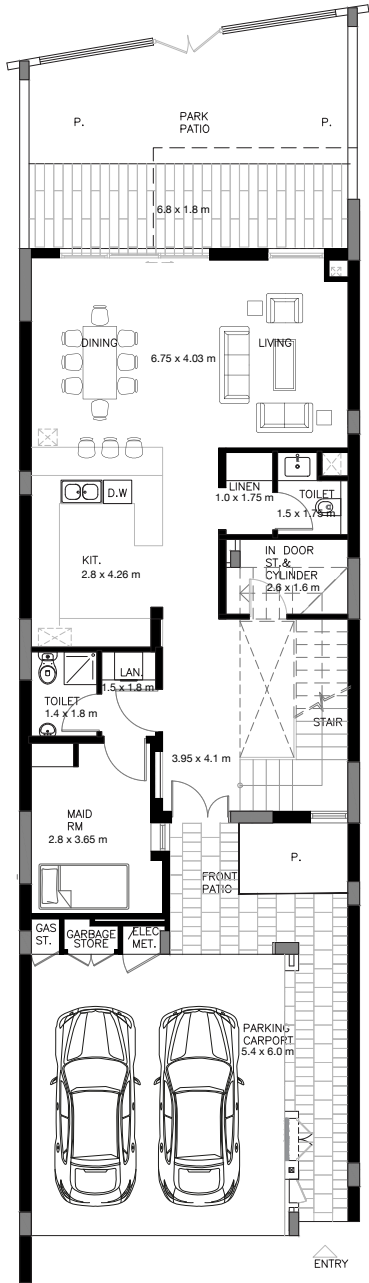 PARK
PATIO
P.
P.
6.8 x 1.8 m
DINING
LIVING
6.75 x 4.03 m
D.W
LINEN
1.0 x 1.75 m
TOILET
1.5 x 1.75 m
KIT.
2.8 x 4.26 m
IN DOOR
ST.&
CYLINDER
2.6 x 1.6 m
LAN.
1.5 x 1.8 m
TOILET
1.4 x 1.8 m
STAIR
3.95 x 4.1 m
MAID
RM
2.8 x 3.65 m
P.
FRONT
PATIO
GAS
ST.
GARBAGE
STORE
ELEC
MET.
PARKING
CARPORT
5.4 x 6.0 m
ENTRY